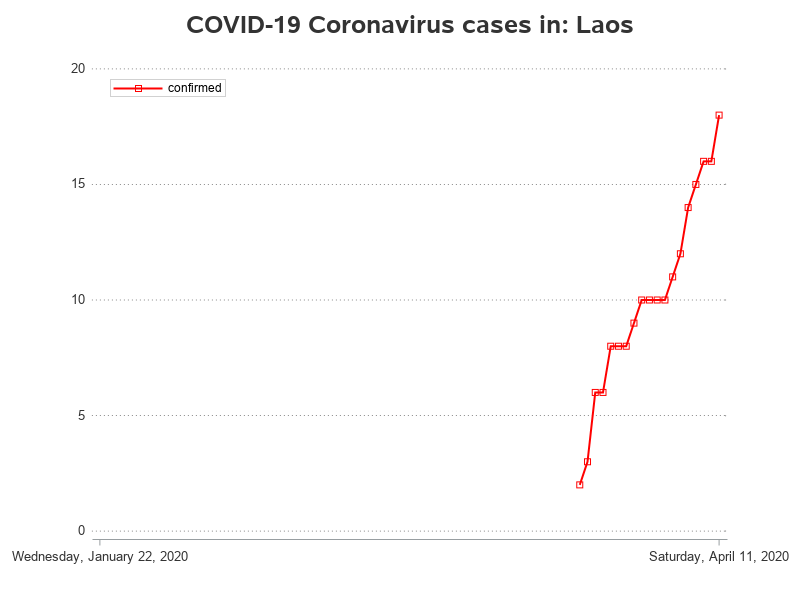 COVID-19 Coronavirus cases in: Laos
20
confirmed
15
10
5
0
Wednesday, January 22, 2020
Saturday, April 11, 2020